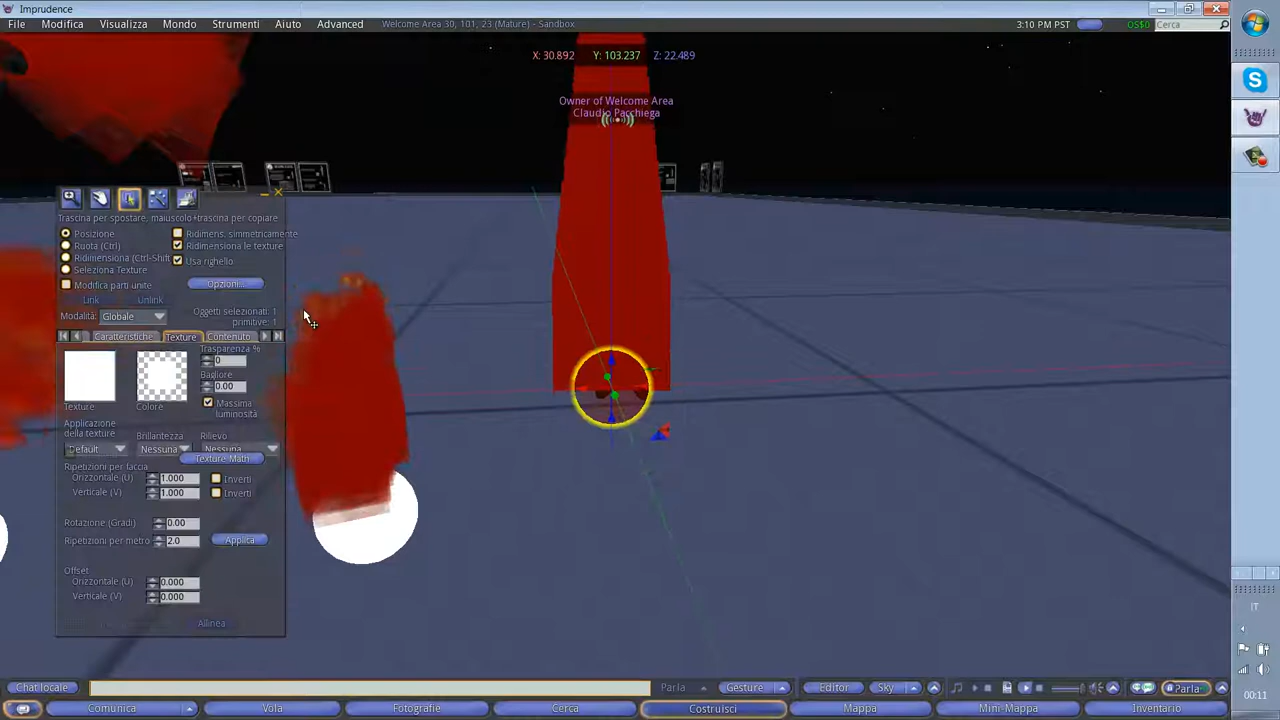 Imprudence
File Modifica Visualizza Mondo Strumenti Aiuto Advanced Welcome Area 30, 101, 23 (Mature) - Sandbox 3:10 PM PST OS$0 Cerca
X: 30.892 Y: 103.237 Z: 22.489
Owner of Welcome Area
Claudio Pacchiega
Trascina per spostare, maiuscolo+trascina per copiare
Posizione Ridimens. simmetricamente
Ruota (Ctrl) Ridimensiona le texture
Ridimensiona (Ctrl-Shift Usa righello
Seleziona Texture
Modifica parti unite Opzioni...
Link Unlink
Oggetti selezionati: 1
Modalità: Globale primitive: 1
Caratteristiche Texture Contenuto
Trasparenza %
0
Bagliore
0.00
Massima
luminosità
Texture Colore
Applicazione
della texture Brillantezza Rilievo
Default Nessuna Nessuna
Texture Math
Ripetizioni per faccia
Orizzontale (U) 1.000 Inverti
Verticale (V) 1.000 Inverti
Rotazione (Gradi) 0.00
Ripetizioni per metro 2.0 Applica
Offset
Orizzontale (U) 0.000
Verticale (V) 0.000
Allinea
Chat locale Parla Gesture Editor Sky Parla
Comunica Vola Fotografie Cerca Costruisci Mappa Mini-Mappa Inventario
IT
00:11